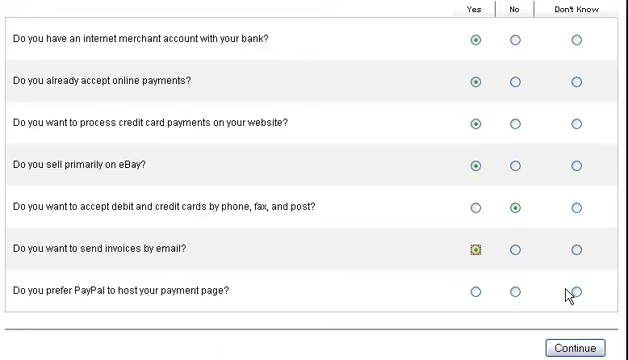 Yes No Don't Know
Do you have an internet merchant account with your bank?
Do you already accept online payments?
Do you want to process credit card payments on your website?
Do you sell primarily on eBay?
Do you want to accept debit and credit cards by phone, fax, and post?
Do you want to send invoices by email?
Do you prefer PayPal to host your payment page?
Continue